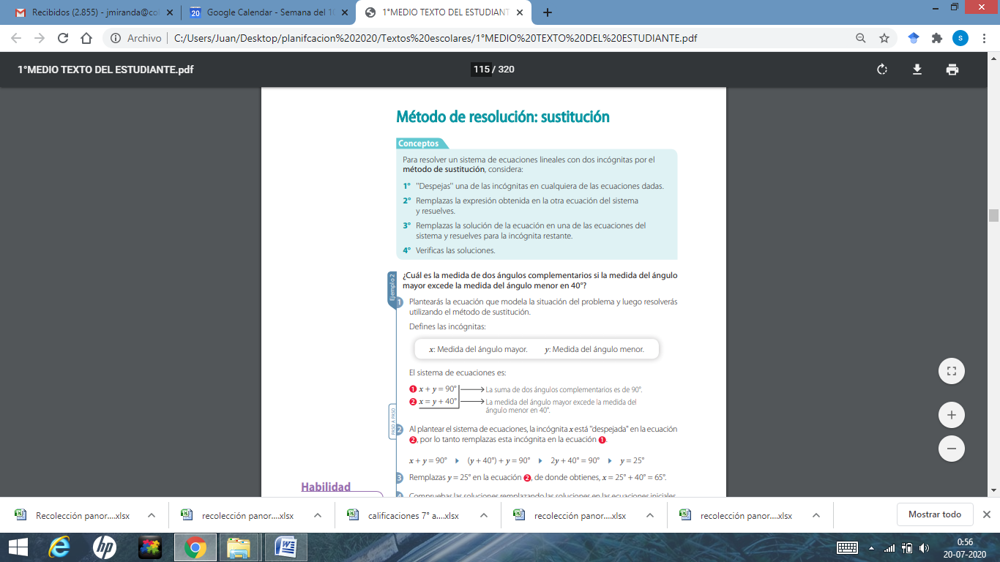 Recibidos (2.855) - jmiranda@co
Google Calendar - Semana del 1
1°MEDIO TEXTO DEL ESTUDIANT
Archivo C:/Users/Juan/Desktop/planifcacion%202020/Textos%20escolares/1°MEDIO%20TEXTO%20DEL%20ESTUDIANTE.pdf
1°MEDIO TEXTO DEL ESTUDIANTE.pdf
115 / 320
Método de resolución: sustitución
Conceptos
Para resolver un sistema de ecuaciones lineales con dos incógnitas por el
método de sustitución, considera:
1° "Despejas" una de las incógnitas en cualquiera de las ecuaciones dadas.
2° Remplazas la expresión obtenida en la otra ecuación del sistema
y resuelves.
3° Remplazas la solución de la ecuación en una de las ecuaciones del
sistema y resuelves para la incógnita restante.
4° Verificas las soluciones.
Ejemplo 2
¿Cuál es la medida de dos ángulos complementarios si la medida del ángulo
mayor excede la medida del ángulo menor en 40°?
1 Plantearás la ecuación que modela la situación del problema y luego resolverás
utilizando el método de sustitución.
Defines las incógnitas:
x: Medida del ángulo mayor. y: Medida del ángulo menor.
El sistema de ecuaciones es:
1 x + y = 90° La suma de dos ángulos complementarios es de 90°.
2 x = y + 40° La medida del ángulo mayor excede la medida del
ángulo menor en 40°.
PASO A PASO
2 Al plantear el sistema de ecuaciones, la incógnita x está "despejada" en la ecuación
2, por lo tanto remplazas esta incógnita en la ecuación 1.
x + y = 90° (y + 40°) + y = 90° 2y + 40° = 90° y = 25°
3 Remplazas y = 25° en la ecuación 2, de donde obtienes, x = 25° + 40° = 65°.
Habilidad
4 Compruebas las soluciones remplazando las soluciones en las ecuaciones iniciales.
Recolección panor....xlsx
recolección panor....xlsx
calificaciones 7° a....xlsx
recolección panor....xlsx
recolección panor....xlsx
Mostrar todo
0:56
20-07-2020